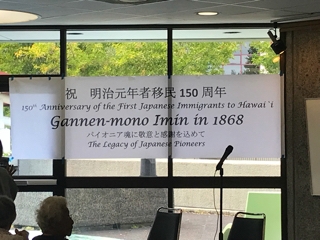 祝 明治元年者移民 150 周年
150th Anniversary of the First Japanese Immigrants to Hawai`i
Gannen-mono Imin in 1868
パイオニア魂に敬意と感謝を込めて
The Legacy of Japanese Pioneers